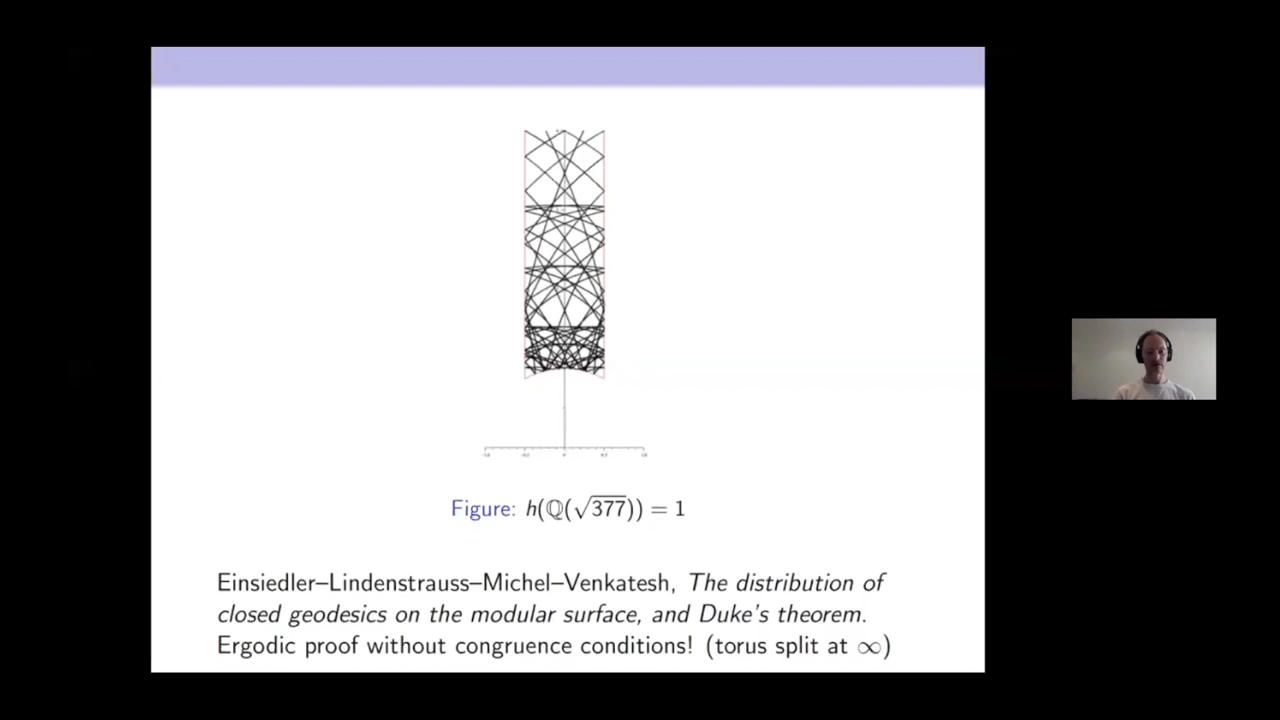 Figure: h(ℚ(√377)) = 1
Einsiedler–Lindenstrauss–Michel–Venkatesh, The distribution of
closed geodesics on the modular surface, and Duke's theorem.
Ergodic proof without congruence conditions! (torus split at ∞)